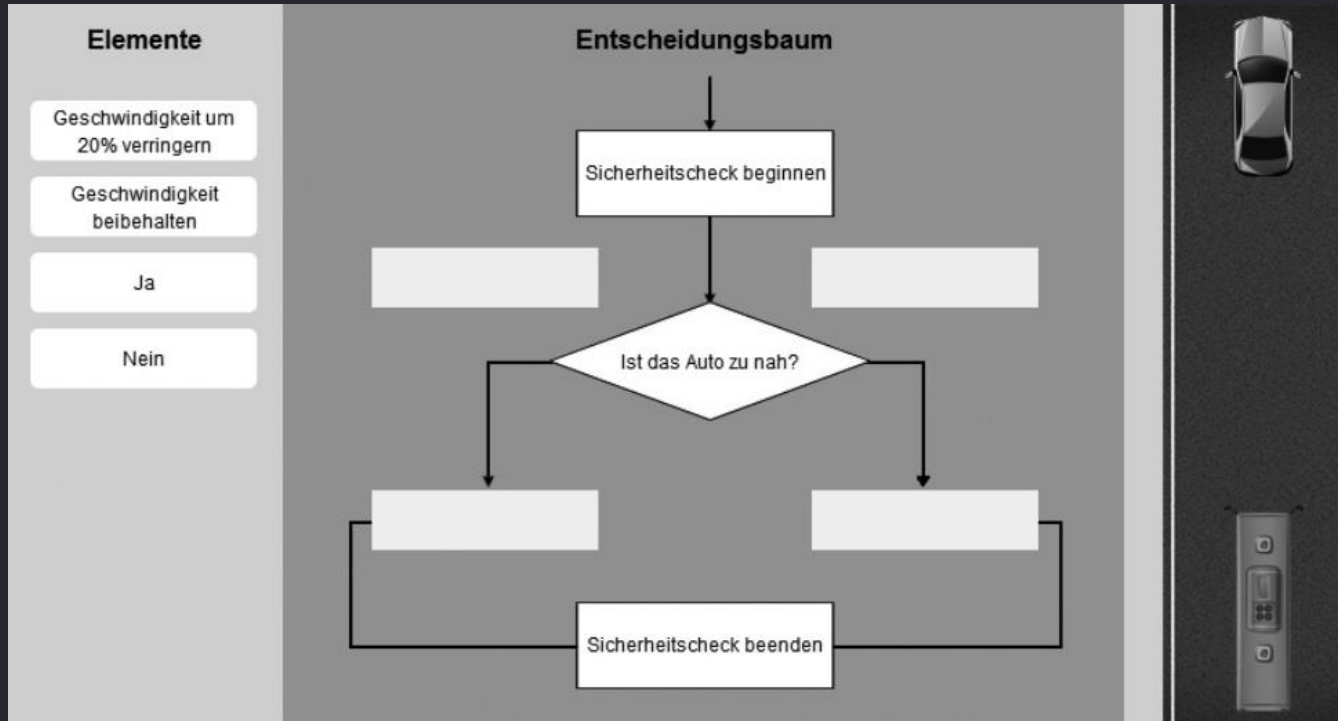 Elemente
Geschwindigkeit um
20% verringern
Geschwindigkeit
beibehalten
Ja
Nein
Entscheidungsbaum
Sicherheitscheck beginnen
Ist das Auto zu nah?
Sicherheitscheck beenden